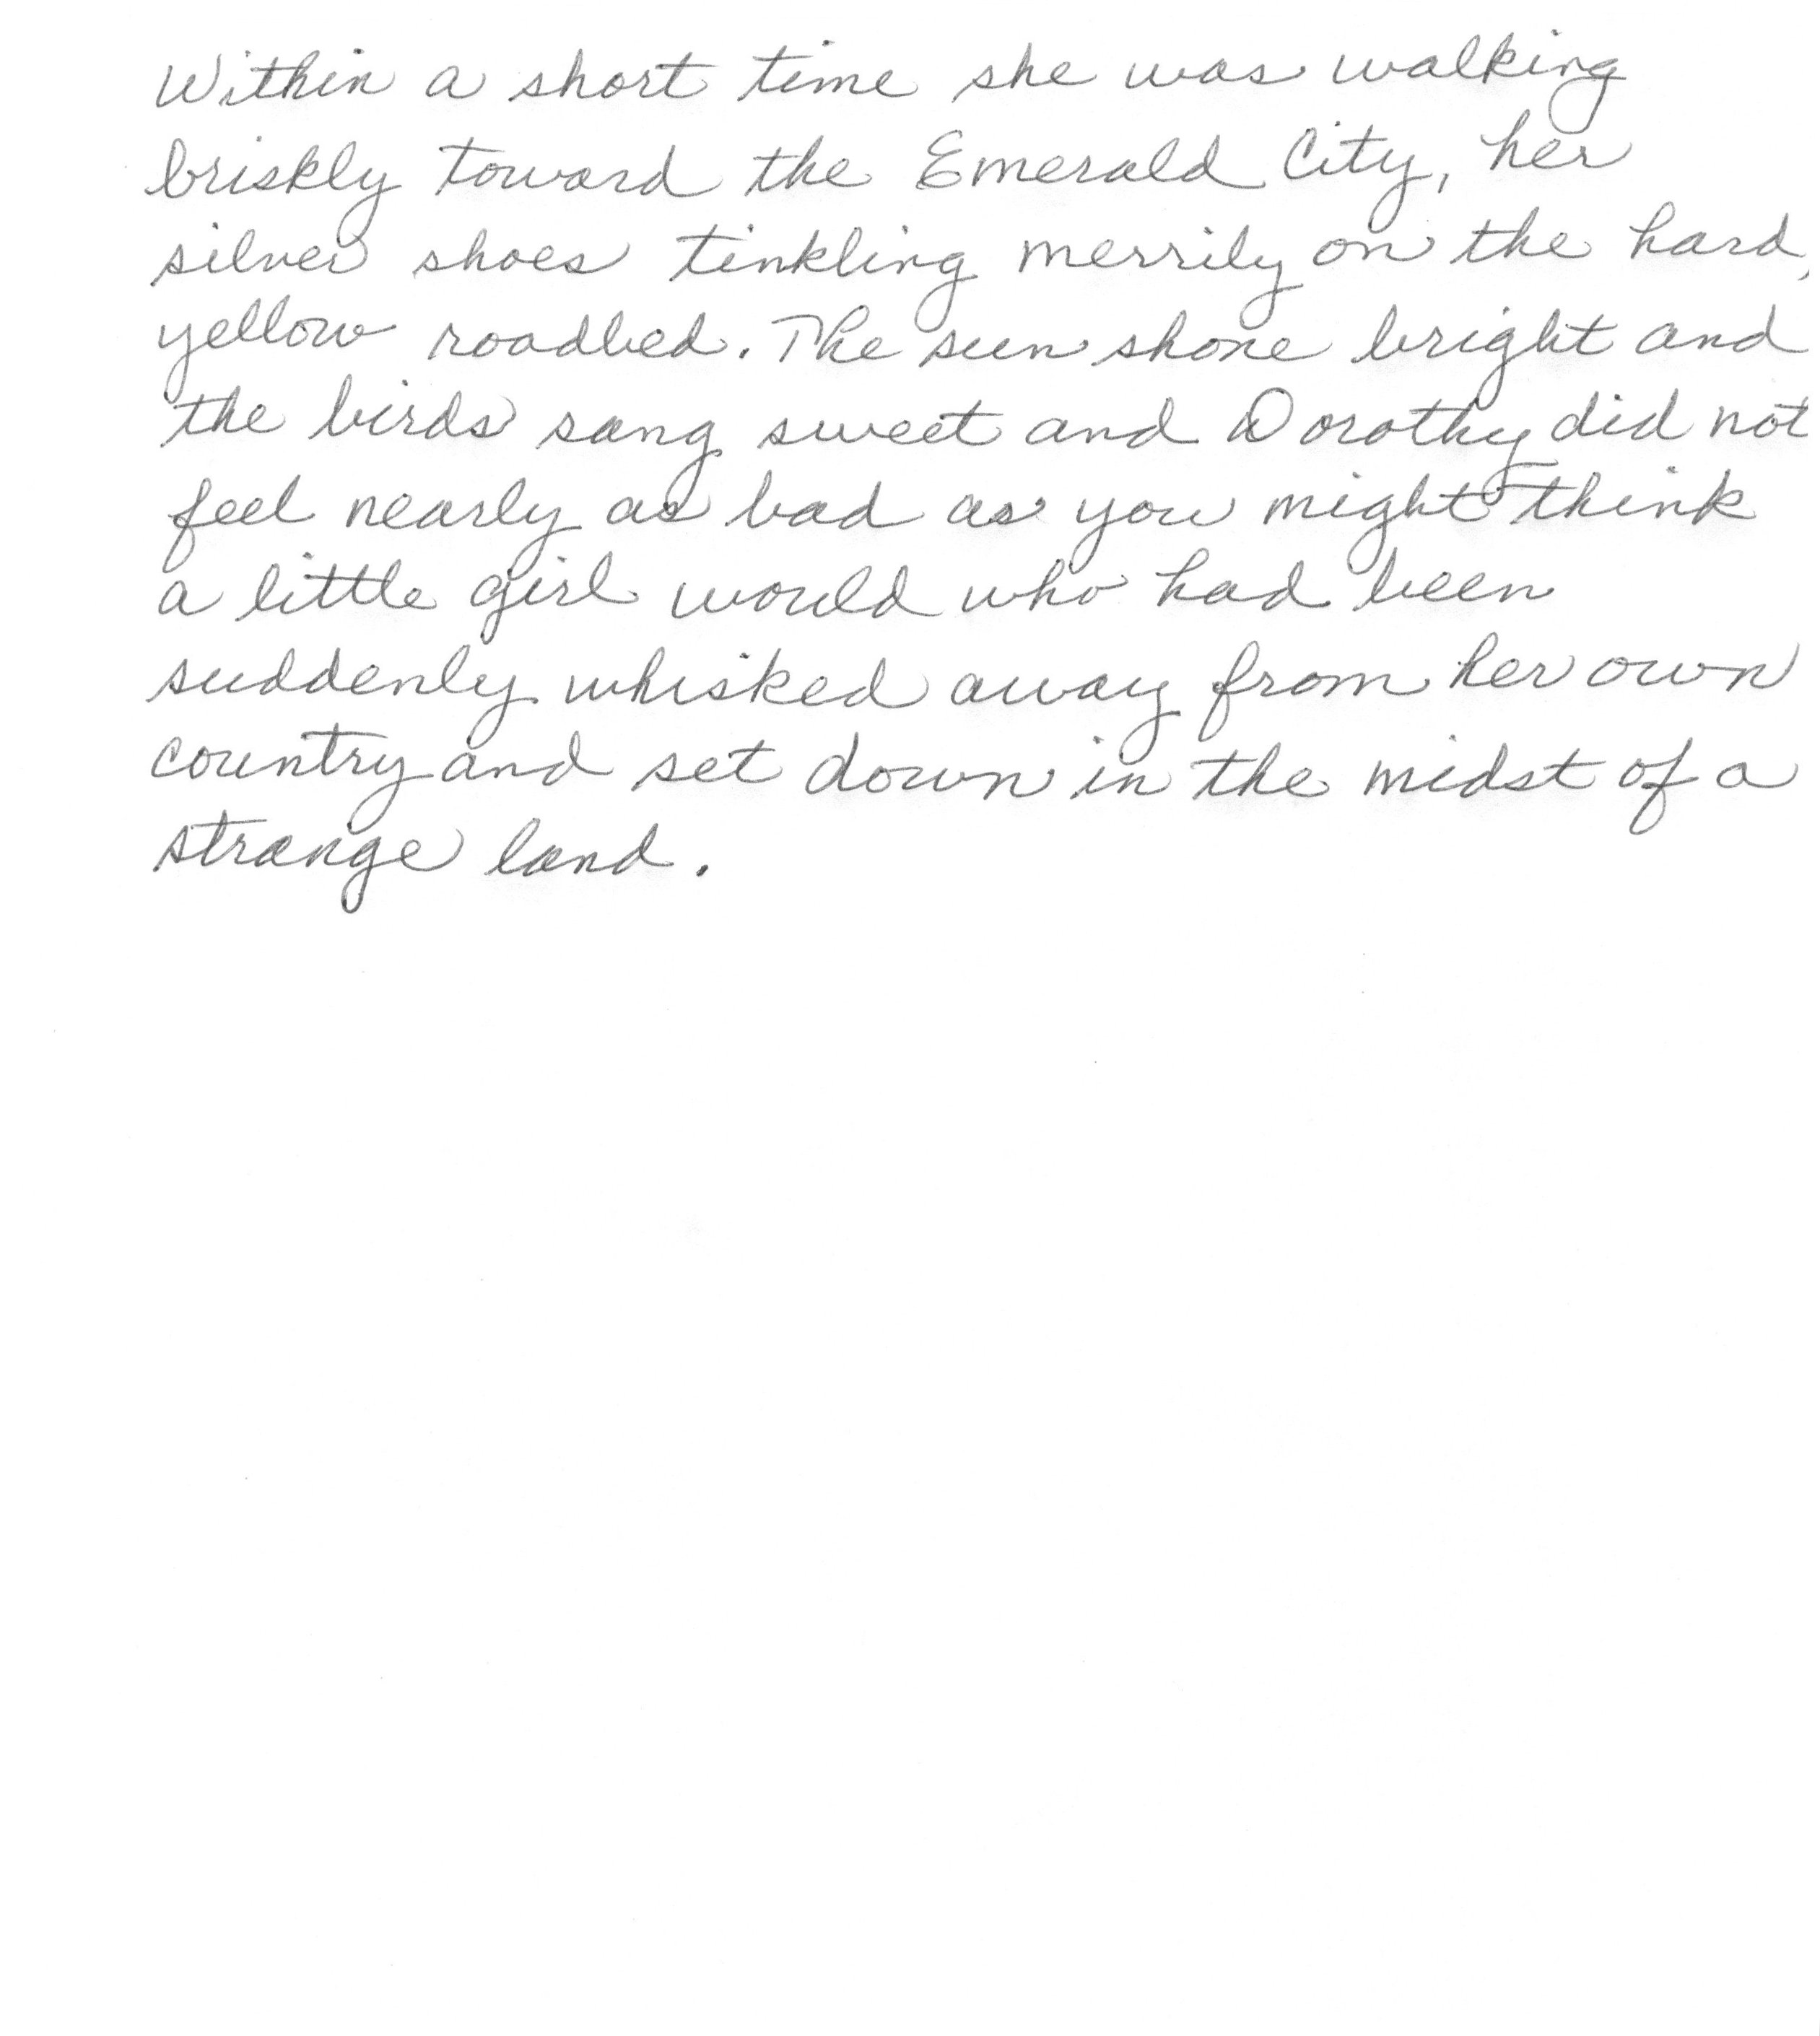 Within a short time she was walking
briskly toward the Emerald City, her
silver shoes tinkling merrily on the hard,
yellow roadbed. The sun shone bright and
the birds sang sweet and Dorothy did not
feel nearly as bad as you might think
a little girl would who had been
suddenly whisked away from her own
country and set down in the midst of a
strange land.